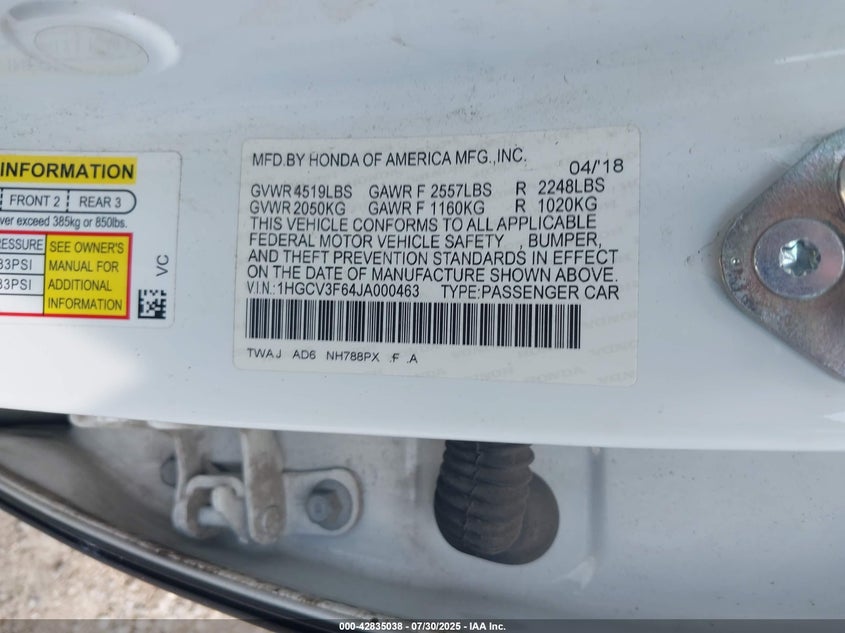 INFORMATION
FRONT 2 REAR 3
ver exceed 385kg or 850lbs.
RESSURE
33PSI
33PSI
SEE OWNER'S
MANUAL FOR
ADDITIONAL
INFORMATION
VC
MFD.BY HONDA OF AMERICA MFG.,INC.
04/'18
GVWR 4519LBS GAWR F 2557LBS R 2248LBS
GVWR 2050KG GAWR F 1160KG R 1020KG
THIS VEHICLE CONFORMS TO ALL APPLICABLE
FEDERAL MOTOR VEHICLE SAFETY , BUMPER,
AND THEFT PREVENTION STANDARDS IN EFFECT
ON THE DATE OF MANUFACTURE SHOWN ABOVE.
V.I.N.:1HGCV3F64JA000463 TYPE:PASSENGER CAR
TWAJ AD6 NH788PX .F .A
000-42835038 - 07/30/2025 - IAA Inc.